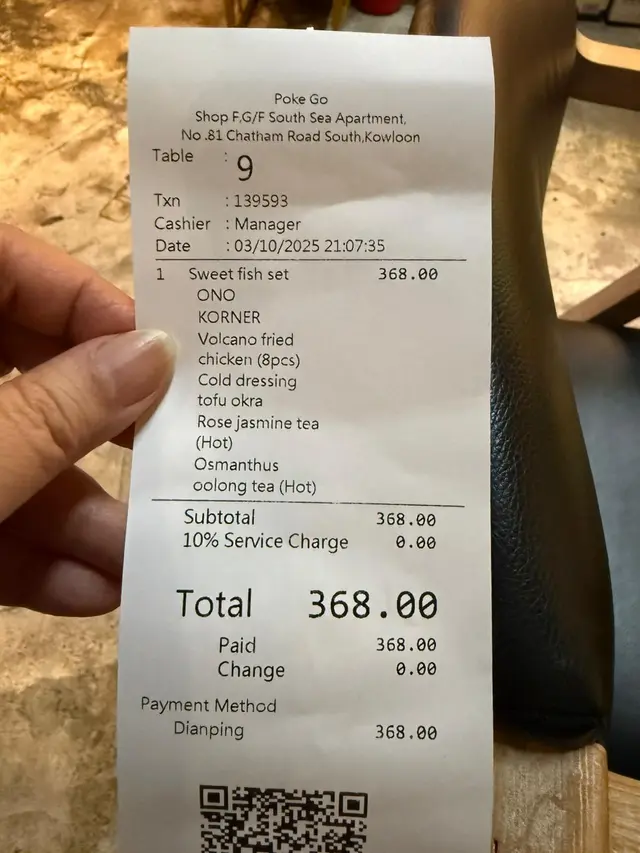 Poke Go
Shop F,G/F South Sea Apartment,
No.81 Chatham Road South,Kowloon
Table : 9
Txn : 139593
Cashier : Manager
Date : 03/10/2025 21:07:35
1 Sweet fish set 368.00
ONO
KORNER
Volcano fried
chicken (8pcs)
Cold dressing
tofu okra
Rose jasmine tea
(Hot)
Osmanthus
oolong tea (Hot)
Subtotal 368.00
10% Service Charge 0.00
Total 368.00
Paid 368.00
Change 0.00
Payment Method
Dianping 368.00